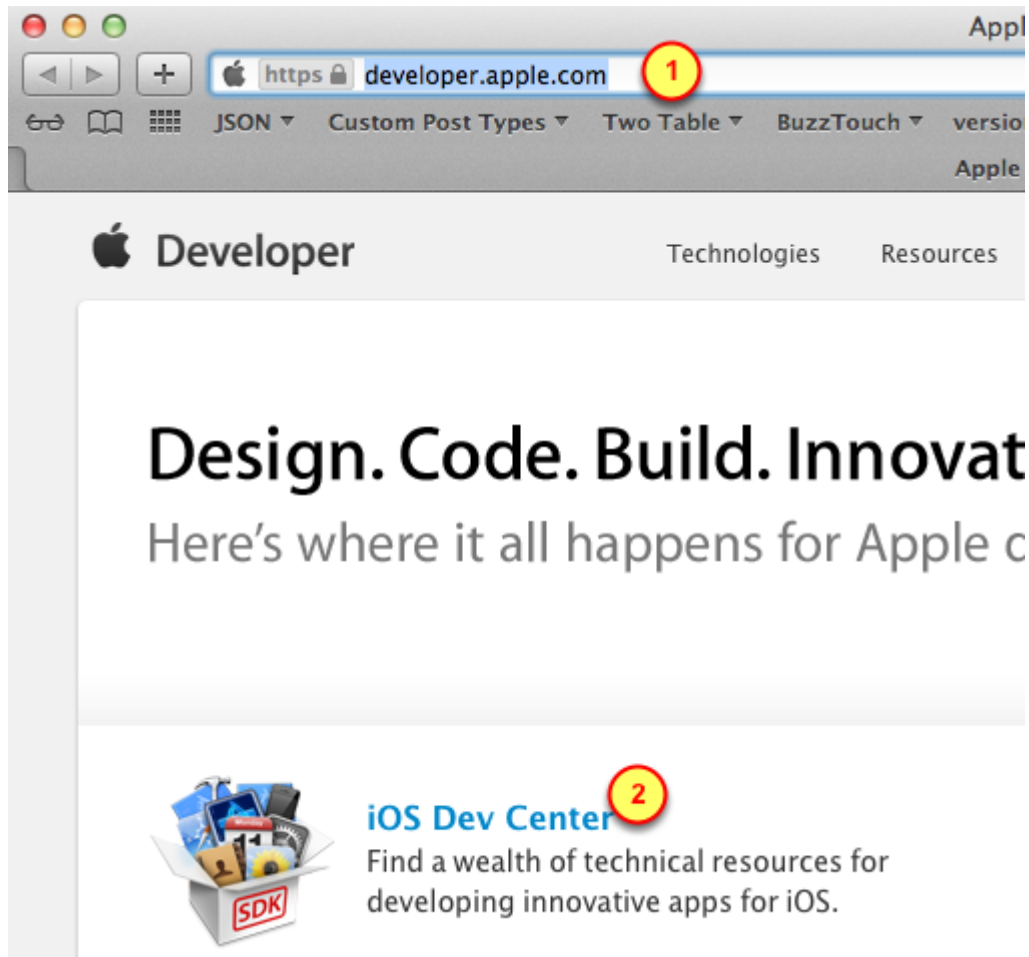 Appl
https developer.apple.com 1
JSON Custom Post Types Two Table BuzzTouch versio
Apple
Developer Technologies Resources
Design. Code. Build. Innovat
Here's where it all happens for Apple
2
iOS Dev Center
Find a wealth of technical resources for
developing innovative apps for iOS.
11
SDK